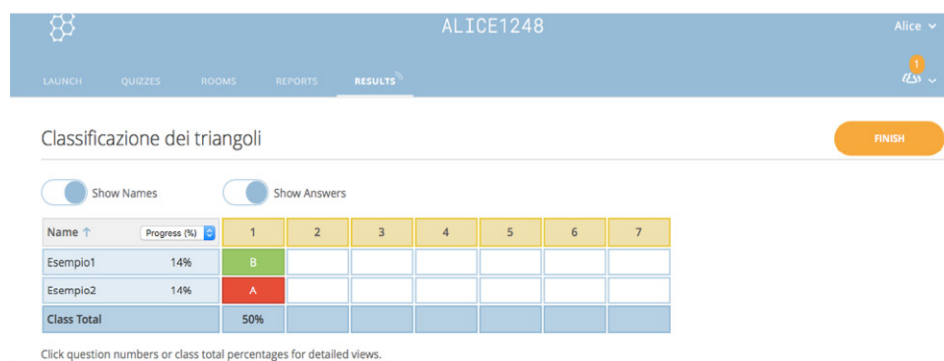 ALICE1248
Alice
LAUNCH QUIZZES ROOMS REPORTS RESULTS
1
Classificazione dei triangoli
FINISH
Show Names Show Answers
Name ↑ Progress (%) 1 2 3 4 5 6 7
Esempio1 14% B
Esempio2 14% A
Class Total 50%
Click question numbers or class total percentages for detailed views.